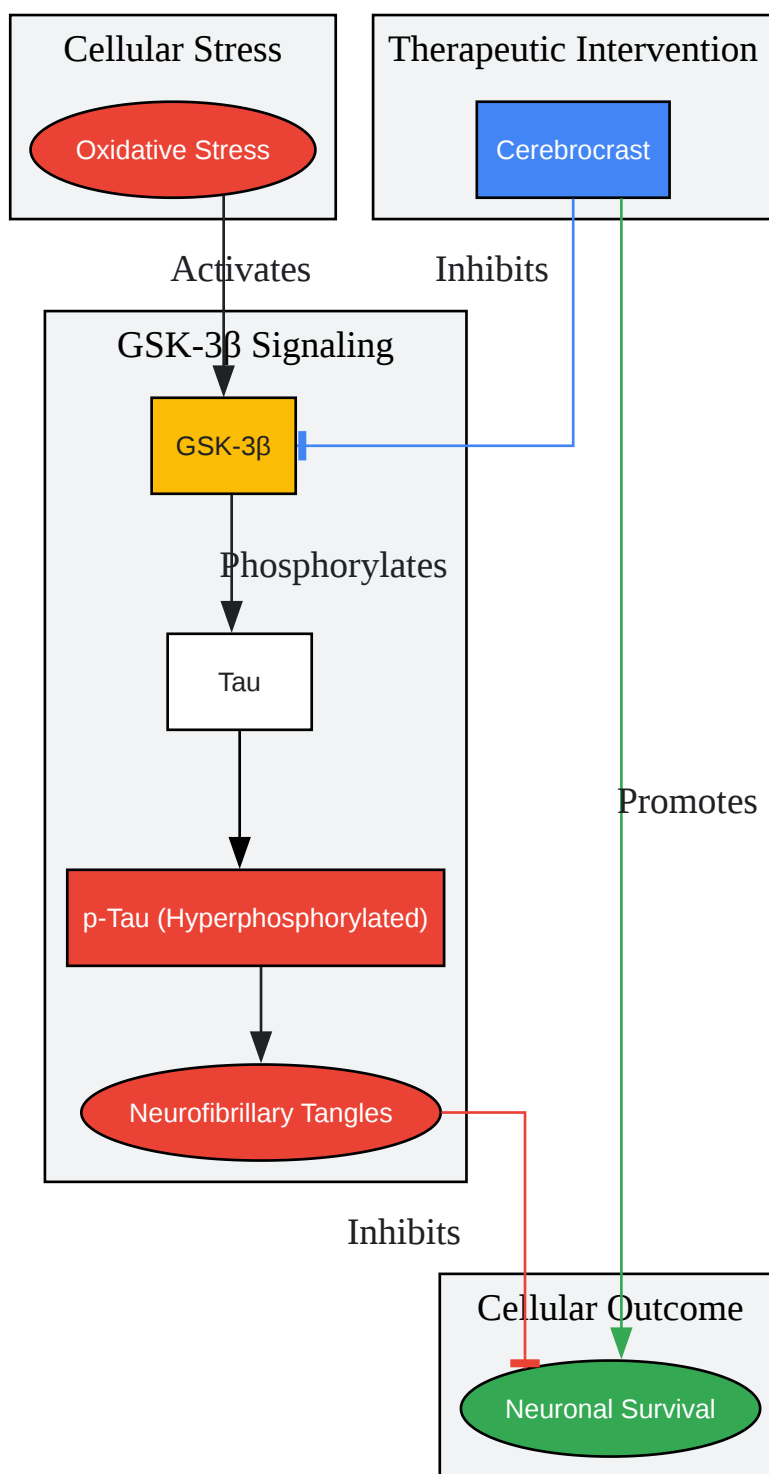 Cellular Stress
Therapeutic Intervention
Oxidative Stress
Cerebrocrast
Activates
Inhibits
GSK-3β Signaling
GSK-3β
Phosphorylates
Tau
Promotes
p-Tau (Hyperphosphorylated)
Neurofibrillary Tangles
Inhibits
Cellular Outcome
Neuronal Survival